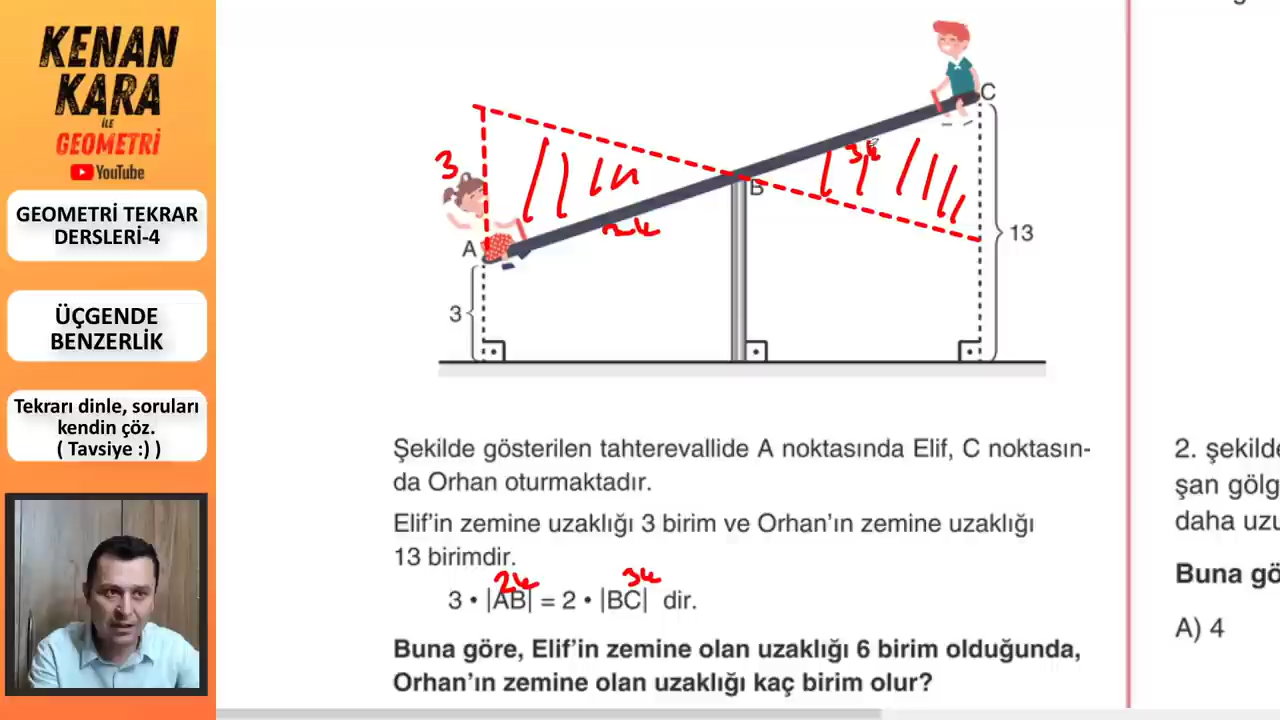 KENAN
KARA
İLE
GEOMETRİ
YouTube
GEOMETRİ TEKRAR
DERSLERİ-4
ÜÇGENDE
BENZERLİK
Tekrarı dinle, soruları
kendin çöz.
( Tavsiye :) )
C
3
3k
B
2k
A
13
3
Şekilde gösterilen tahterevallide A noktasında Elif, C noktasın-
da Orhan oturmaktadır.
Elif'in zemine uzaklığı 3 birim ve Orhan'ın zemine uzaklığı
13 birimdir.
2k 3k
3 • |AB| = 2 • |BC| dir.
Buna göre, Elif'in zemine olan uzaklığı 6 birim olduğunda,
Orhan'ın zemine olan uzaklığı kaç birim olur?
2. şekilde
şan gölg
daha uzu
Buna gö
A) 4